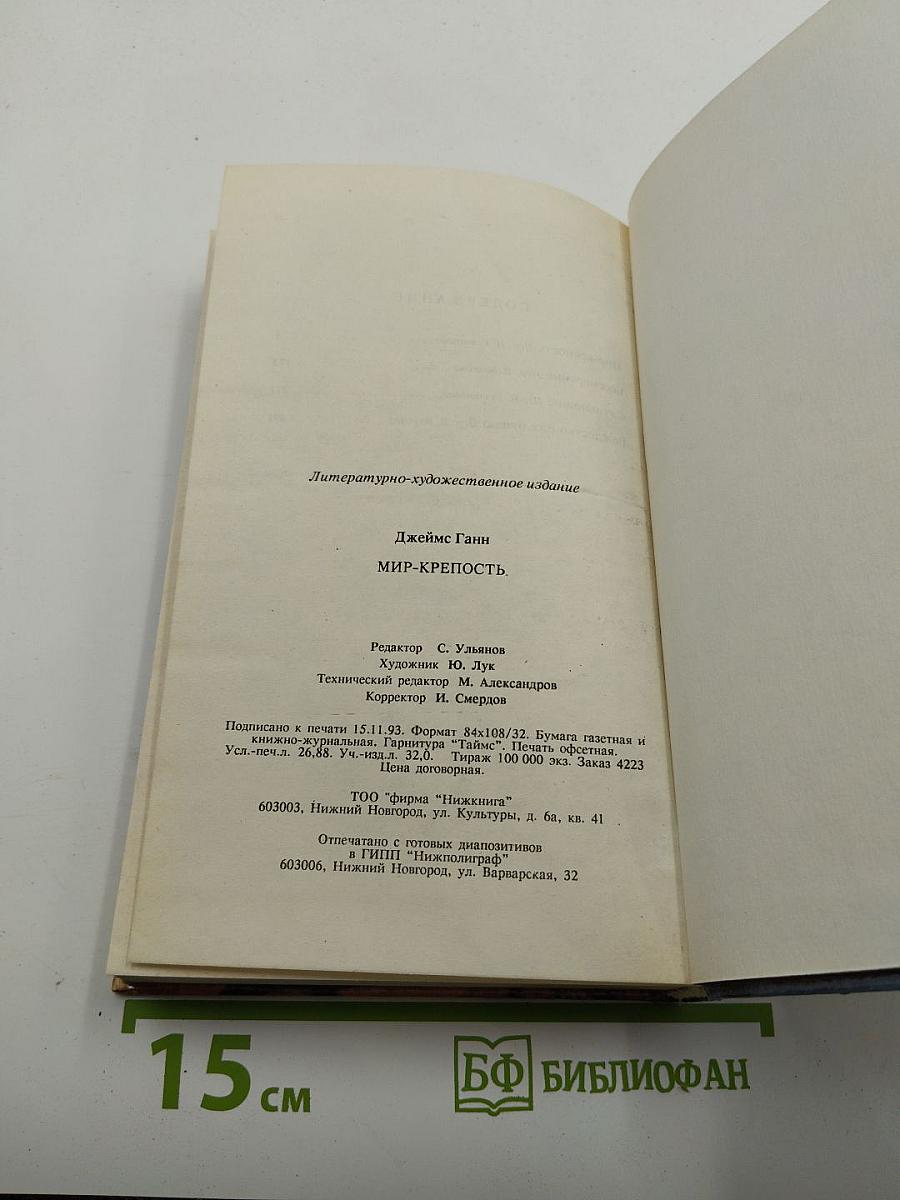 СОДЕРЖАНИЕ
Литературно-художественное издание
Джеймс Ганн
МИР-КРЕПОСТЬ
Редактор С. Ульянов
Художник Ю. Лук
Технический редактор М. Александров
Корректор И. Смердов
Подписано к печати 15.11.93. Формат 84х108/32. Бумага газетная и
книжно-журнальная. Гарнитура "Таймс". Печать офсетная.
Усл.-печ.л. 26,88. Уч.-изд.л. 32,0. Тираж 100 000 экз. Заказ 4223
Цена договорная.
ТОО "фирма "Нижкнига"
603003, Нижний Новгород, ул. Культуры, д. 6а, кв. 41
Отпечатано с готовых диапозитивов
в ГИПП "Нижполиграф"
603006, Нижний Новгород, ул. Варварская, 32
15 см
БФ БИБЛИОФАН